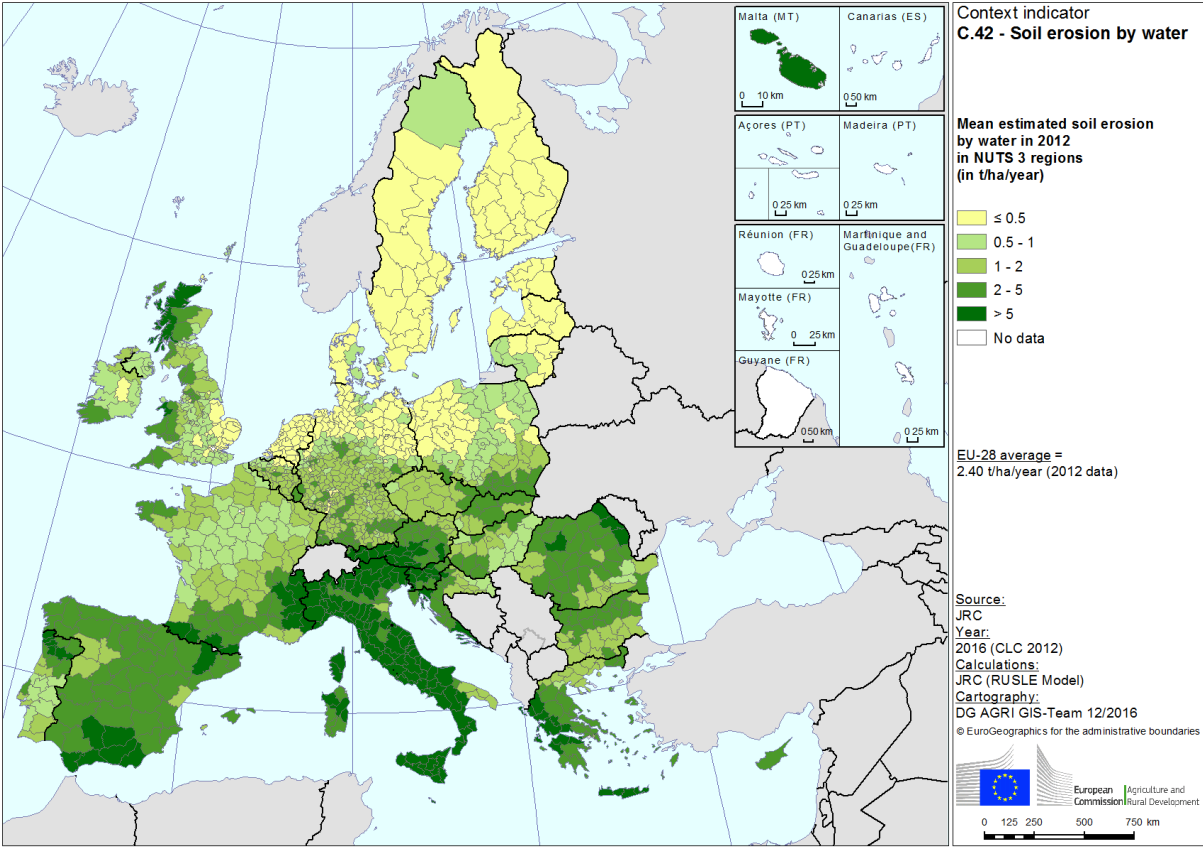 Malta (MT)
0 10 km
Canarias (ES)
0 50 km
Açores (PT)
0 25 km
Madeira (PT)
0 25 km
Réunion (FR)
0 25 km
Martinique and
Guadeloupe(FR)
Mayotte (FR)
0 25 km
Guyane (FR)
0 50 km
0 25 km
Context indicator
C.42 - Soil erosion by water
Mean estimated soil erosion
by water in 2012
in NUTS 3 regions
(in t/ha/year)
≤ 0.5
0.5 - 1
1 - 2
2 - 5
> 5
No data
EU-28 average =
2.40 t/ha/year (2012 data)
Source:
JRC
Year:
2016 (CLC 2012)
Calculations:
JRC (RUSLE Model)
Cartography:
DG AGRI GIS-Team 12/2016
© EuroGeographics for the administrative boundaries
European
Commission
Agriculture and
Rural Development
0 125 250 500 750 km